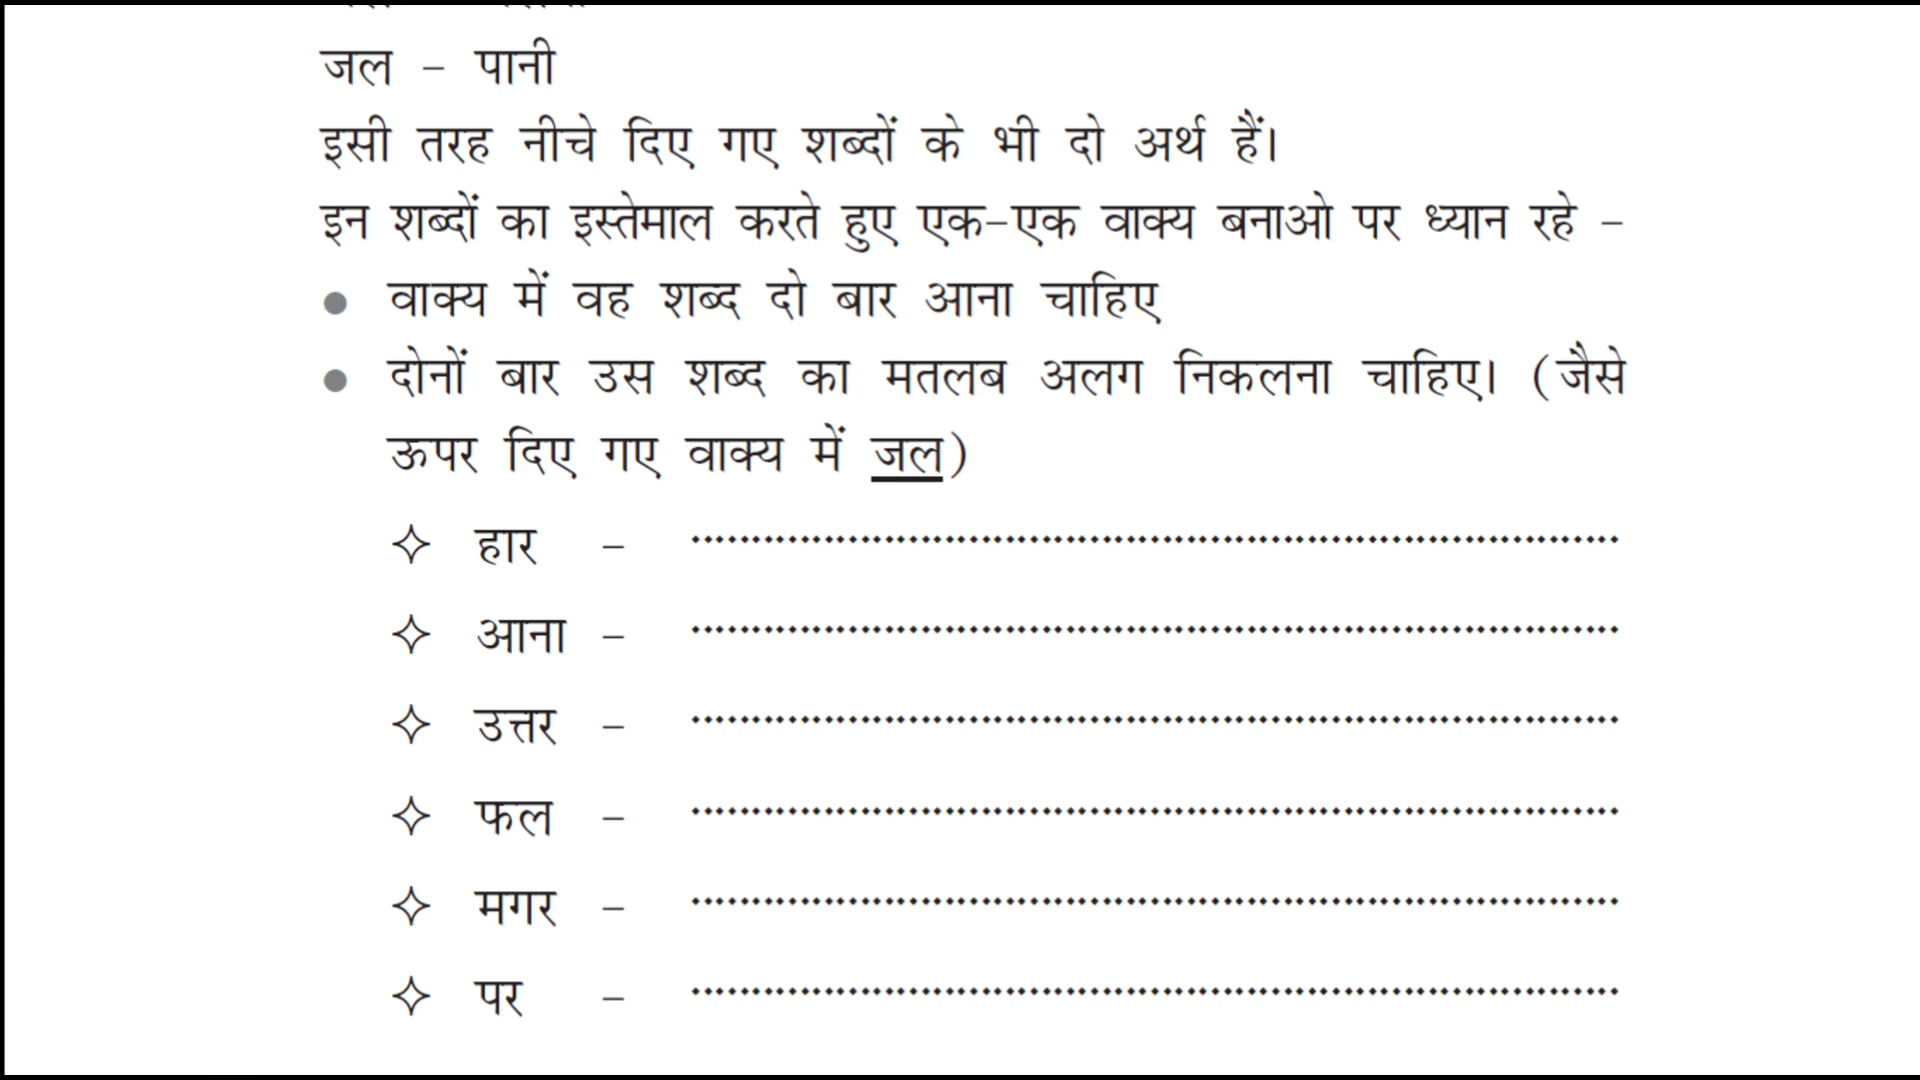 जल - पानी
इसी तरह नीचे दिए गए शब्दों के भी दो अर्थ हैं।
इन शब्दों का इस्तेमाल करते हुए एक-एक वाक्य बनाओ पर ध्यान रहे -
● वाक्य में वह शब्द दो बार आना चाहिए
● दोनों बार उस शब्द का मतलब अलग निकलना चाहिए। (जैसे
ऊपर दिए गए वाक्य में जल)
✧ हार - ....................................................
✧ आना - ....................................................
✧ उत्तर - ....................................................
✧ फल - ....................................................
✧ मगर - ....................................................
✧ पर - ....................................................